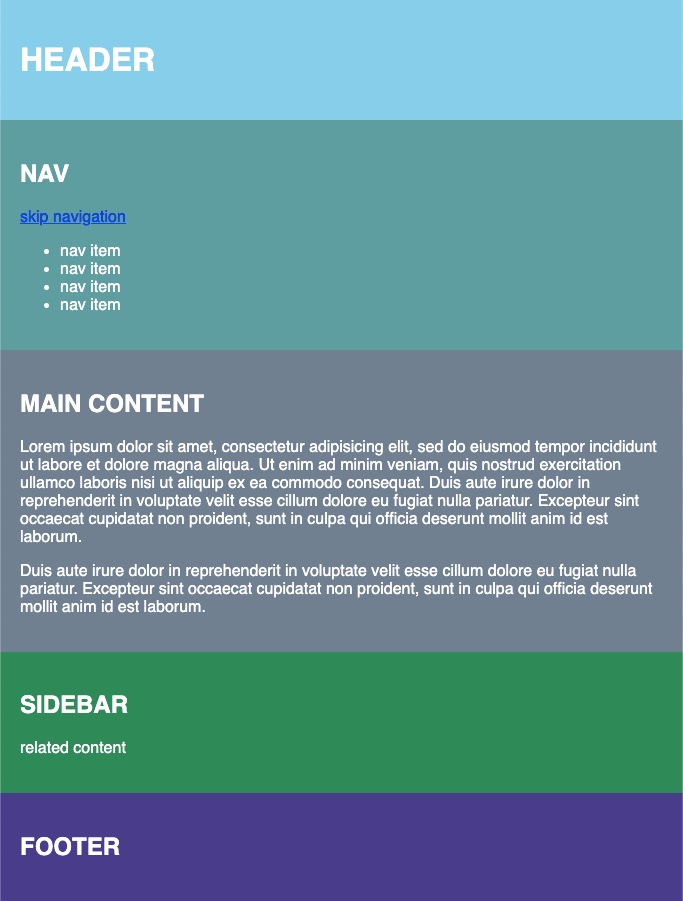 HEADER
NAV
skip navigation
• nav item
• nav item
• nav item
• nav item
MAIN CONTENT
Lorem ipsum dolor sit amet, consectetur adipisicing elit, sed do eiusmod tempor incididunt
ut labore et dolore magna aliqua. Ut enim ad minim veniam, quis nostrud exercitation
ullamco laboris nisi ut aliquip ex ea commodo consequat. Duis aute irure dolor in
reprehenderit in voluptate velit esse cillum dolore eu fugiat nulla pariatur. Excepteur sint
occaecat cupidatat non proident, sunt in culpa qui officia deserunt mollit anim id est
laborum.
Duis aute irure dolor in reprehenderit in voluptate velit esse cillum dolore eu fugiat nulla
pariatur. Excepteur sint occaecat cupidatat non proident, sunt in culpa qui officia deserunt
mollit anim id est laborum.
SIDEBAR
related content
FOOTER